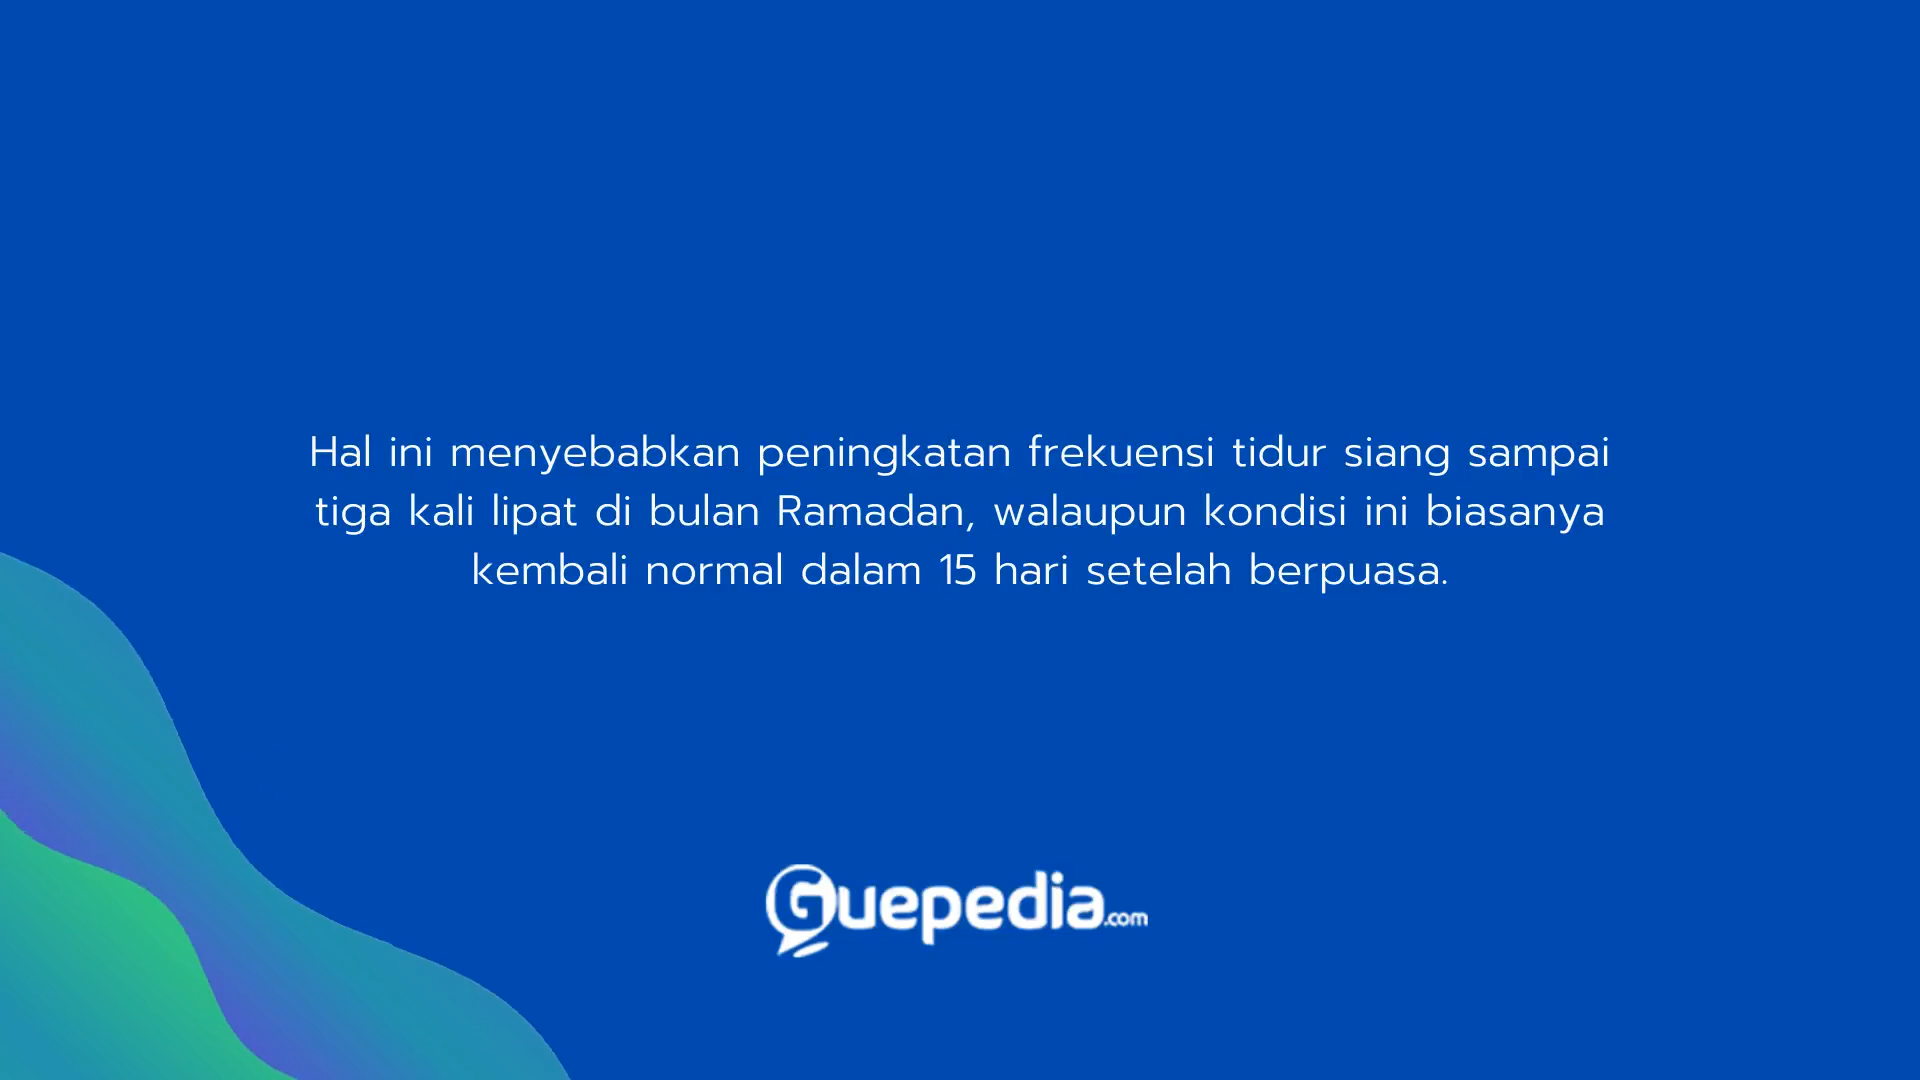 Hal ini menyebabkan peningkatan frekuensi tidur siang sampai
tiga kali lipat di bulan Ramadan, walaupun kondisi ini biasanya
kembali normal dalam 15 hari setelah berpuasa.
Guepedia.com